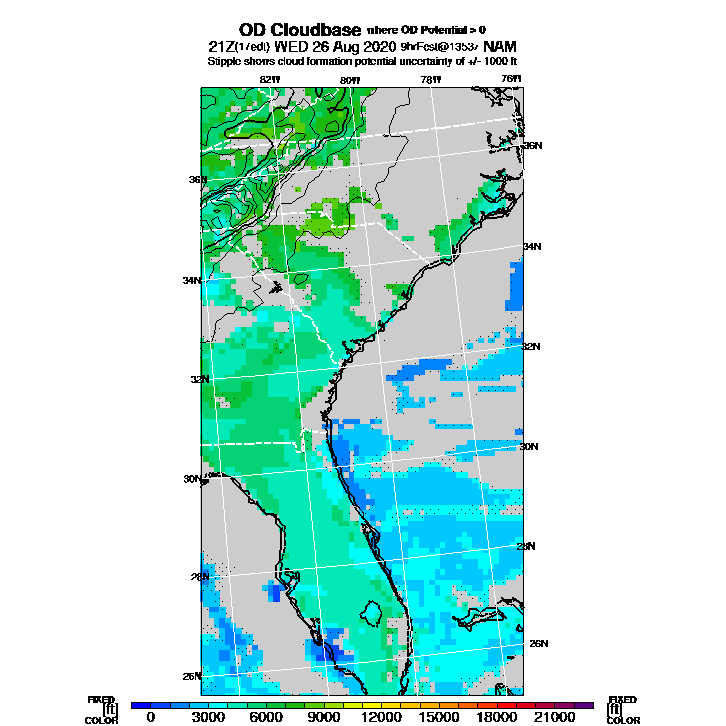 OD Cloudbase where OD Potential > 0
21Z(17edt) WED 26 Aug 2020 9hrFcst@1353z NAM
Stipple shows cloud formation potential uncertainty of +/- 1000 ft
82W 80W 78W 76W
36N
36N
34N
34N
32N
32N
30N
30N
28N
28N
26N
26N
FIXED FIXED
[ft] [ft]
COLOR COLOR
0 3000 6000 9000 12000 15000 18000 21000